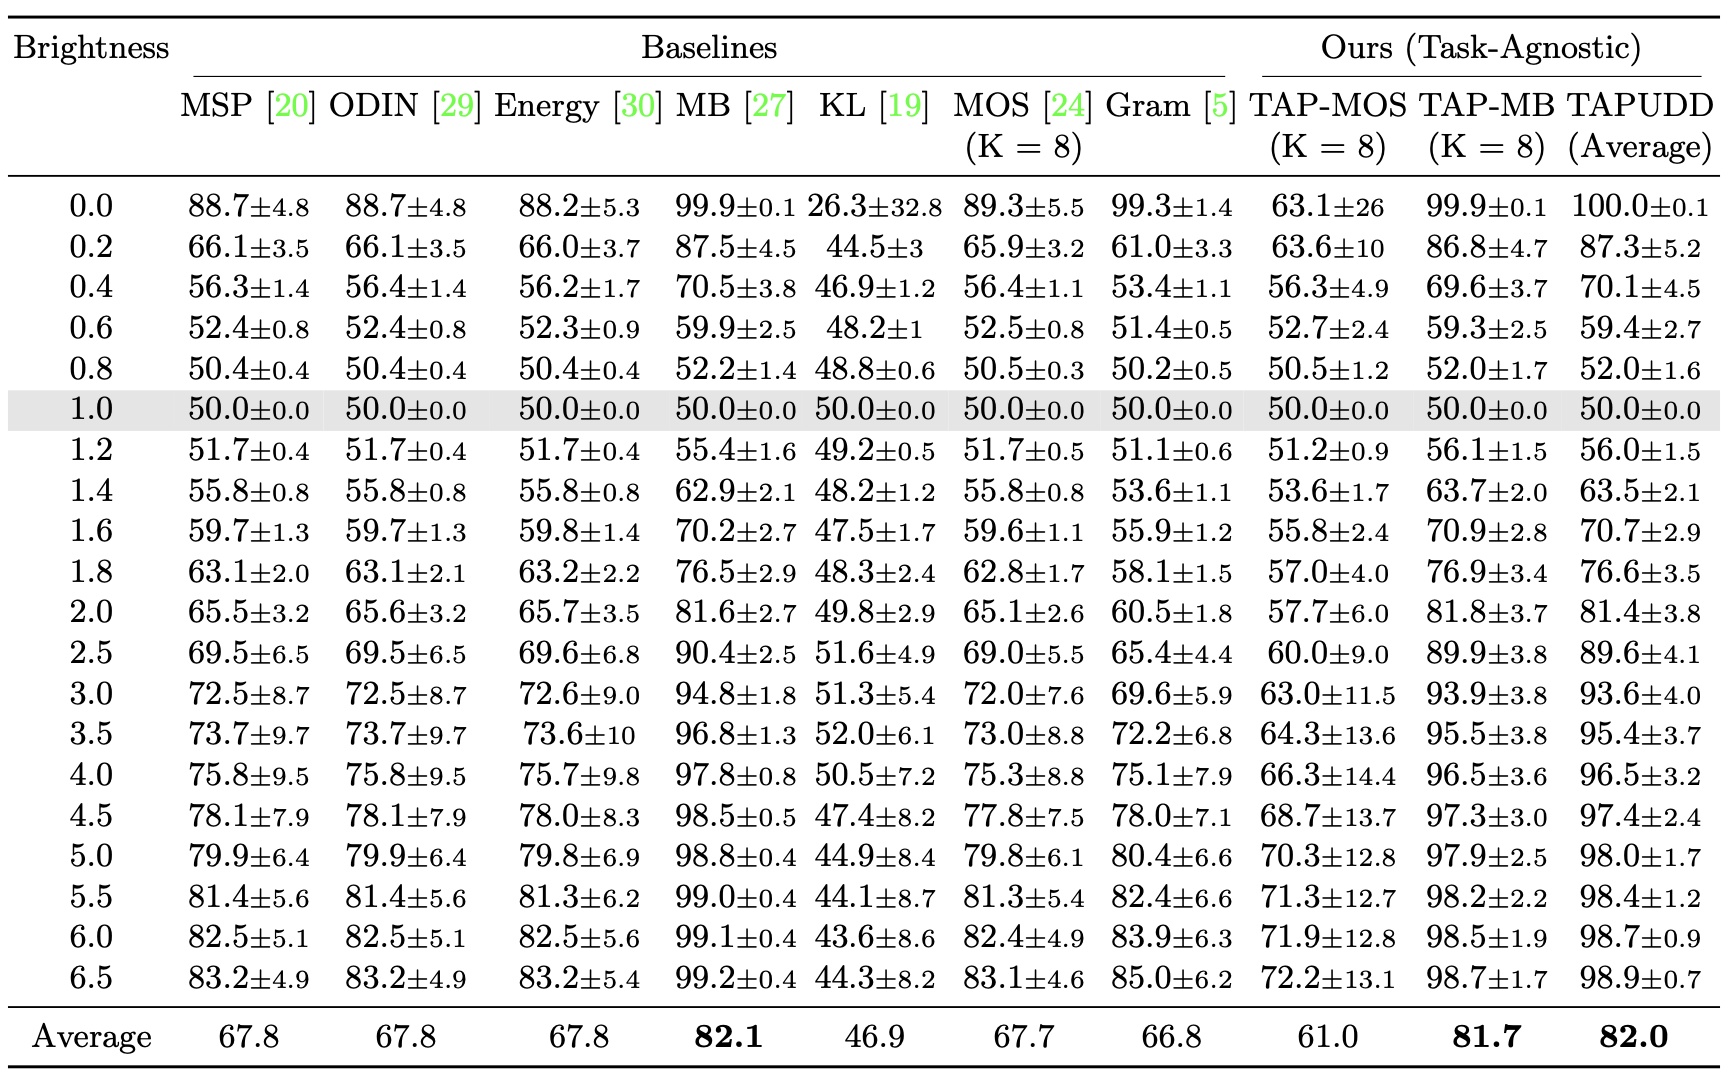 Brightness Baselines Ours (Task-Agnostic)
MSP [20] ODIN [29] Energy [30] MB [27] KL [19] MOS [24] Gram [5] TAP-MOS TAP-MB TAPUDD
(K = 8) (K = 8) (K = 8) (Average)
0.0 88.7±4.8 88.7±4.8 88.2±5.3 99.9±0.1 26.3±32.8 89.3±5.5 99.3±1.4 63.1±26 99.9±0.1 100.0±0.1
0.2 66.1±3.5 66.1±3.5 66.0±3.7 87.5±4.5 44.5±3 65.9±3.2 61.0±3.3 63.6±10 86.8±4.7 87.3±5.2
0.4 56.3±1.4 56.4±1.4 56.2±1.7 70.5±3.8 46.9±1.2 56.4±1.1 53.4±1.1 56.3±4.9 69.6±3.7 70.1±4.5
0.6 52.4±0.8 52.4±0.8 52.3±0.9 59.9±2.5 48.2±1 52.5±0.8 51.4±0.5 52.7±2.4 59.3±2.5 59.4±2.7
0.8 50.4±0.4 50.4±0.4 50.4±0.4 52.2±1.4 48.8±0.6 50.5±0.3 50.2±0.5 50.5±1.2 52.0±1.7 52.0±1.6
1.0 50.0±0.0 50.0±0.0 50.0±0.0 50.0±0.0 50.0±0.0 50.0±0.0 50.0±0.0 50.0±0.0 50.0±0.0 50.0±0.0
1.2 51.7±0.4 51.7±0.4 51.7±0.4 55.4±1.6 49.2±0.5 51.7±0.5 51.1±0.6 51.2±0.9 56.1±1.5 56.0±1.5
1.4 55.8±0.8 55.8±0.8 55.8±0.8 62.9±2.1 48.2±1.2 55.8±0.8 53.6±1.1 53.6±1.7 63.7±2.0 63.5±2.1
1.6 59.7±1.3 59.7±1.3 59.8±1.4 70.2±2.7 47.5±1.7 59.6±1.1 55.9±1.2 55.8±2.4 70.9±2.8 70.7±2.9
1.8 63.1±2.0 63.1±2.1 63.2±2.2 76.5±2.9 48.3±2.4 62.8±1.7 58.1±1.5 57.0±4.0 76.9±3.4 76.6±3.5
2.0 65.5±3.2 65.6±3.2 65.7±3.5 81.6±2.7 49.8±2.9 65.1±2.6 60.5±1.8 57.7±6.0 81.8±3.7 81.4±3.8
2.5 69.5±6.5 69.5±6.5 69.6±6.8 90.4±2.5 51.6±4.9 69.0±5.5 65.4±4.4 60.0±9.0 89.9±3.8 89.6±4.1
3.0 72.5±8.7 72.5±8.7 72.6±9.0 94.8±1.8 51.3±5.4 72.0±7.6 69.6±5.9 63.0±11.5 93.9±3.8 93.6±4.0
3.5 73.7±9.7 73.7±9.7 73.6±10 96.8±1.3 52.0±6.1 73.0±8.8 72.2±6.8 64.3±13.6 95.5±3.8 95.4±3.7
4.0 75.8±9.5 75.8±9.5 75.7±9.8 97.8±0.8 50.5±7.2 75.3±8.8 75.1±7.9 66.3±14.4 96.5±3.6 96.5±3.2
4.5 78.1±7.9 78.1±7.9 78.0±8.3 98.5±0.5 47.4±8.2 77.8±7.5 78.0±7.1 68.7±13.7 97.3±3.0 97.4±2.4
5.0 79.9±6.4 79.9±6.4 79.8±6.9 98.8±0.4 44.9±8.4 79.8±6.1 80.4±6.6 70.3±12.8 97.9±2.5 98.0±1.7
5.5 81.4±5.6 81.4±5.6 81.3±6.2 99.0±0.4 44.1±8.7 81.3±5.4 82.4±6.6 71.3±12.7 98.2±2.2 98.4±1.2
6.0 82.5±5.1 82.5±5.1 82.5±5.6 99.1±0.4 43.6±8.6 82.4±4.9 83.9±6.3 71.9±12.8 98.5±1.9 98.7±0.9
6.5 83.2±4.9 83.2±4.9 83.2±5.4 99.2±0.4 44.3±8.2 83.1±4.6 85.0±6.2 72.2±13.1 98.7±1.7 98.9±0.7
Average 67.8 67.8 67.8 82.1 46.9 67.7 66.8 61.0 81.7 82.0